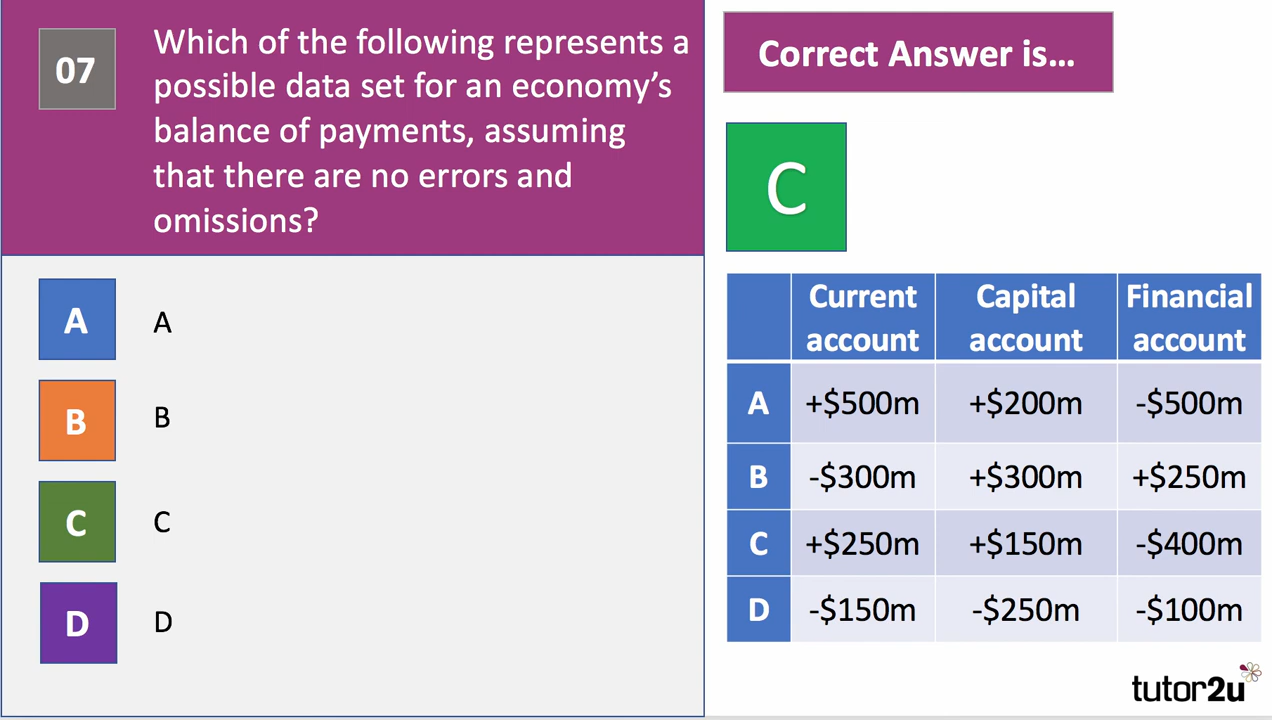 07
Which of the following represents a
possible data set for an economy’s
balance of payments, assuming
that there are no errors and
omissions?
A A
B B
C C
D D
Correct Answer is...
C
Current account Capital account Financial account
A +$500m +$200m -$500m
B -$300m +$300m +$250m
C +$250m +$150m -$400m
D -$150m -$250m -$100m
tutor2u